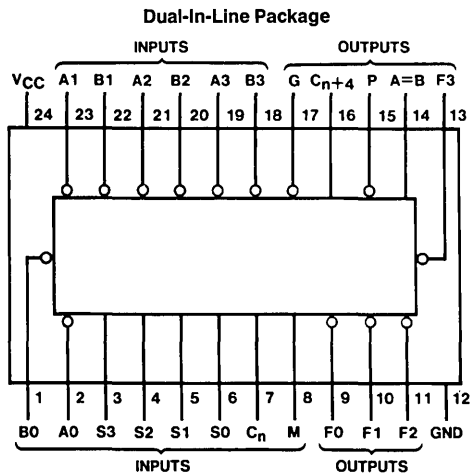 Dual-In-Line Package
INPUTS OUTPUTS
VCC A1 B1 A2 B2 A3 B3 G Cn+4 P A=B F3
24 23 22 21 20 19 18 17 16 15 14 13
1 2 3 4 5 6 7 8 9 10 11 12
B0 A0 S3 S2 S1 S0 Cn M F0 F1 F2 GND
INPUTS OUTPUTS